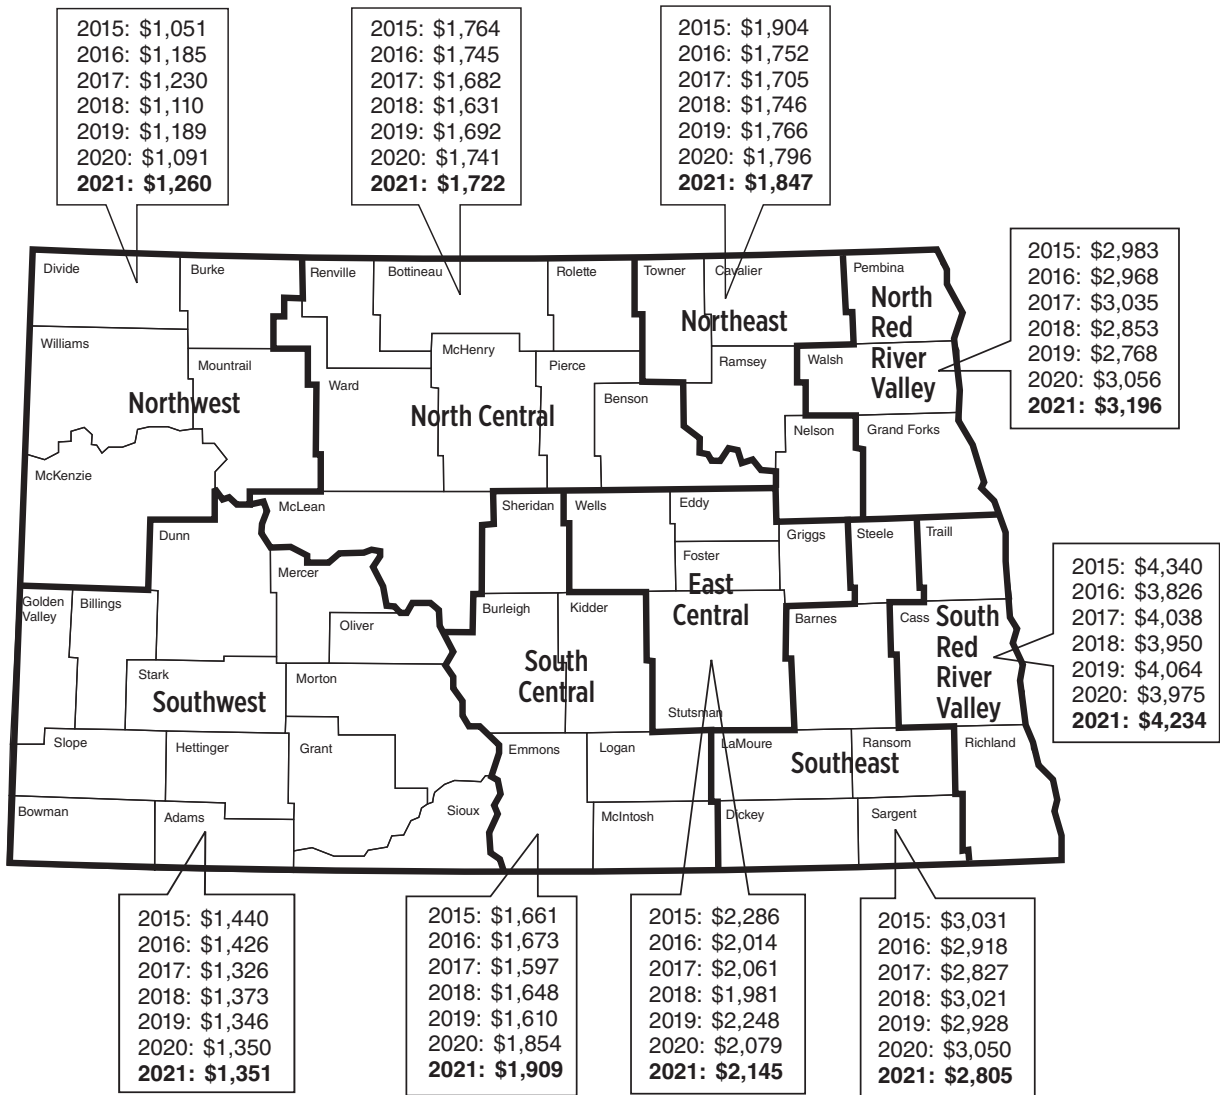 2015: $1,051
2016: $1,185
2017: $1,230
2018: $1,110
2019: $1,189
2020: $1,091
2021: $1,260
2015: $1,764
2016: $1,745
2017: $1,682
2018: $1,631
2019: $1,692
2020: $1,741
2021: $1,722
2015: $1,904
2016: $1,752
2017: $1,705
2018: $1,746
2019: $1,766
2020: $1,796
2021: $1,847
2015: $2,983
2016: $2,968
2017: $3,035
2018: $2,853
2019: $2,768
2020: $3,056
2021: $3,196
Divide
Burke
Renville
Bottineau
Rolette
Towner
Cavalier
Pembina
North
Red
River
Valley
Northeast
Williams
Mountrail
McHenry
Pierce
Ramsey
Walsh
Ward
Benson
Northwest
North Central
Nelson
Grand Forks
McKenzie
McLean
Sheridan
Wells
Eddy
Dunn
Griggs
Steele
Traill
Foster
East
Central
Mercer
Golden
Valley
Billings
Burleigh
Kidder
Oliver
Barnes
Cass
South
Red
River
Valley
South
Central
Stark
Morton
Southwest
Stutsman
2015: $4,340
2016: $3,826
2017: $4,038
2018: $3,950
2019: $4,064
2020: $3,975
2021: $4,234
Slope
Hettinger
Grant
Emmons
Logan
LaMoure
Ransom
Richland
Southeast
Bowman
Adams
Sioux
McIntosh
Dickey
Sargent
2015: $1,440
2016: $1,426
2017: $1,326
2018: $1,373
2019: $1,346
2020: $1,350
2021: $1,351
2015: $1,661
2016: $1,673
2017: $1,597
2018: $1,648
2019: $1,610
2020: $1,854
2021: $1,909
2015: $2,286
2016: $2,014
2017: $2,061
2018: $1,981
2019: $2,248
2020: $2,079
2021: $2,145
2015: $3,031
2016: $2,918
2017: $2,827
2018: $3,021
2019: $2,928
2020: $3,050
2021: $2,805